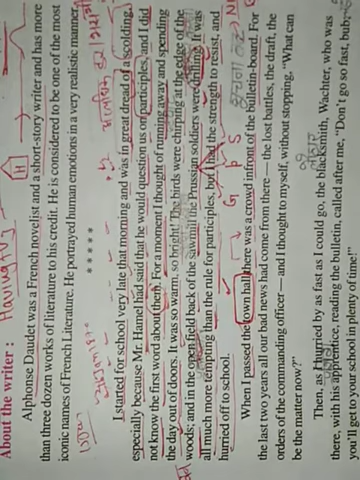 About the writer :
Alphonse Daudet was a French novelist and a short-story writer and has more
than three dozen works of literature to his credit. He is considered to be one of the most
iconic names of French Literature. He portrayed human emotions in a very realistic manner.
*****
I started for school very late that morning and was in great dread of a scolding,
especially because Mr. Hamel had said that he would question us on participles, and I did
not know the first word about them. For a moment I thought of running away and spending
the day out of doors. It was so warm, so bright! The birds were chirping at the edge of the
woods; and in the open field back of the sawmill the Prussian soldiers were drilling. It was
all much more tempting than the rule for participles, but I had the strength to resist, and
hurried off to school.
G P S
When I passed the town hall there was a crowd infront of the bulletin-board. For
the last two years all our bad news had come from there — the lost battles, the draft, the
orders of the commanding officer — and I thought to myself, without stopping, "What can
be the matter now?"
Then, as I hurried by as fast as I could go, the blacksmith, Wachter, who was
there, with his apprentice, reading the bulletin, called after me, "Don't go so fast, bub;
you'll get to your school in plenty of time!"